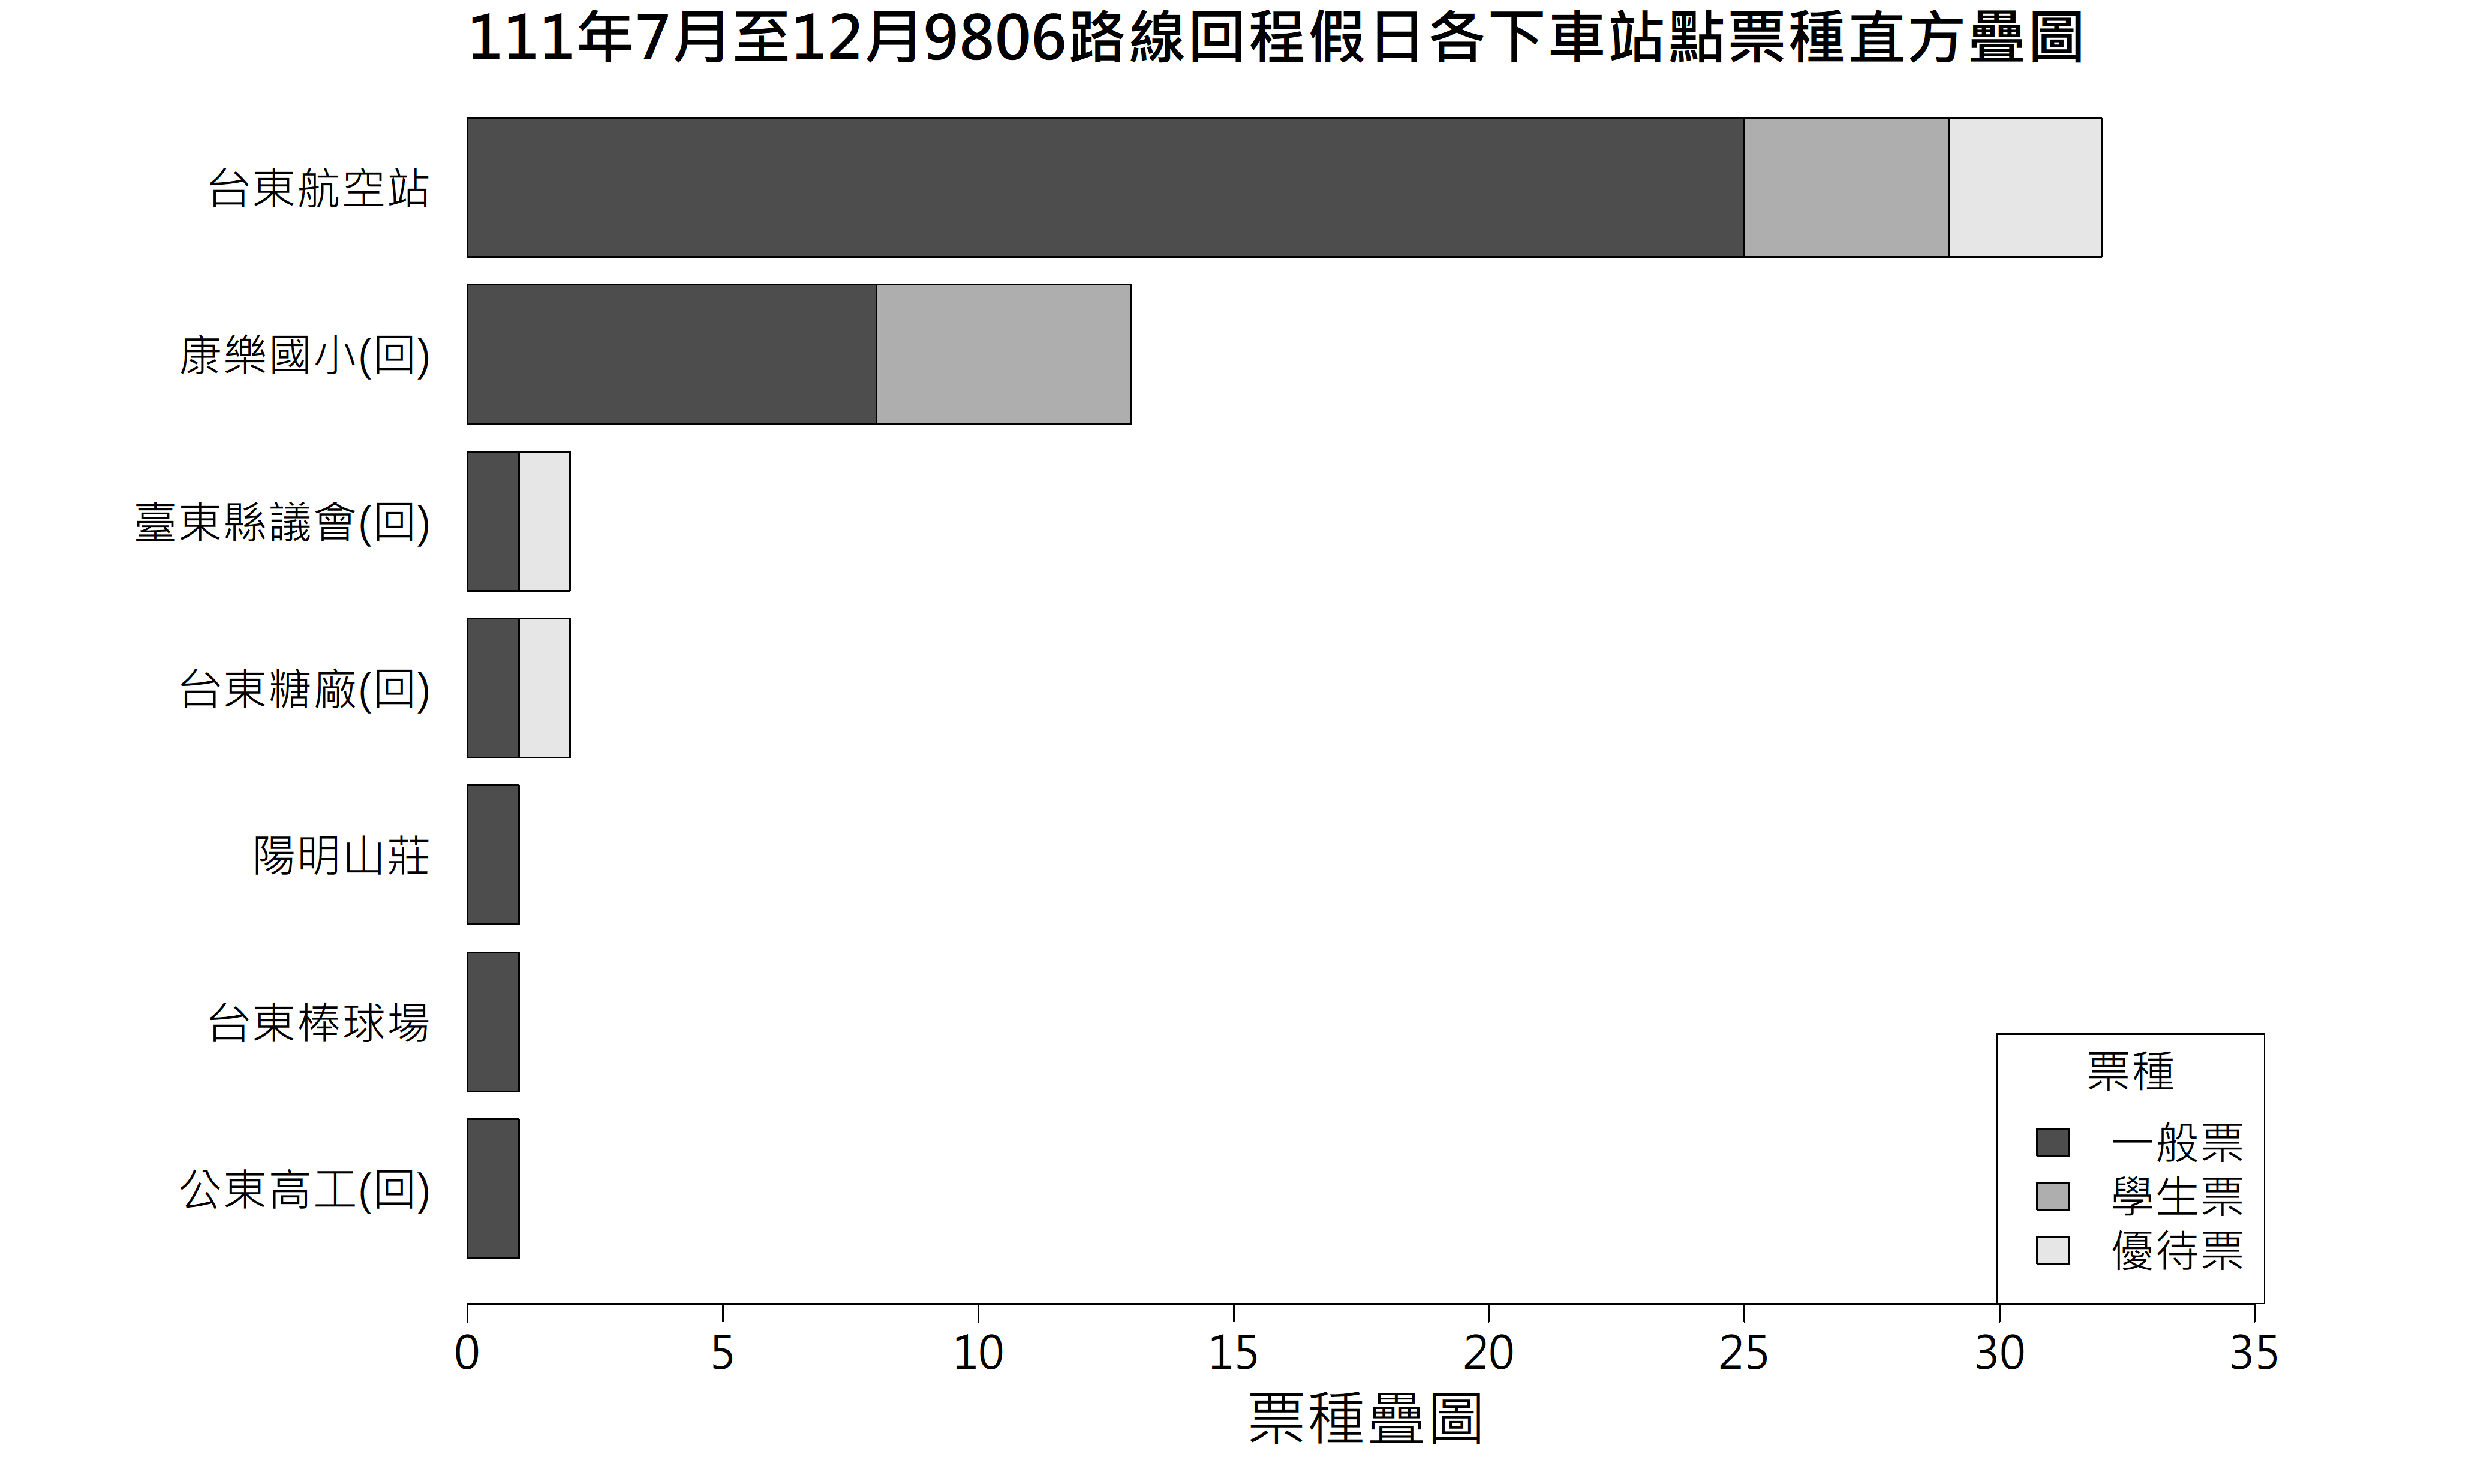 111年7月至12月9806路線回程假日各下車站點票種直方疊圖
台東航空站
康樂國小(回)
臺東縣議會(回)
台東糖廠(回)
陽明山莊
台東棒球場
公東高工(回)
票種
一般票
學生票
優待票
0 5 10 15 20 25 30 35
票種疊圖